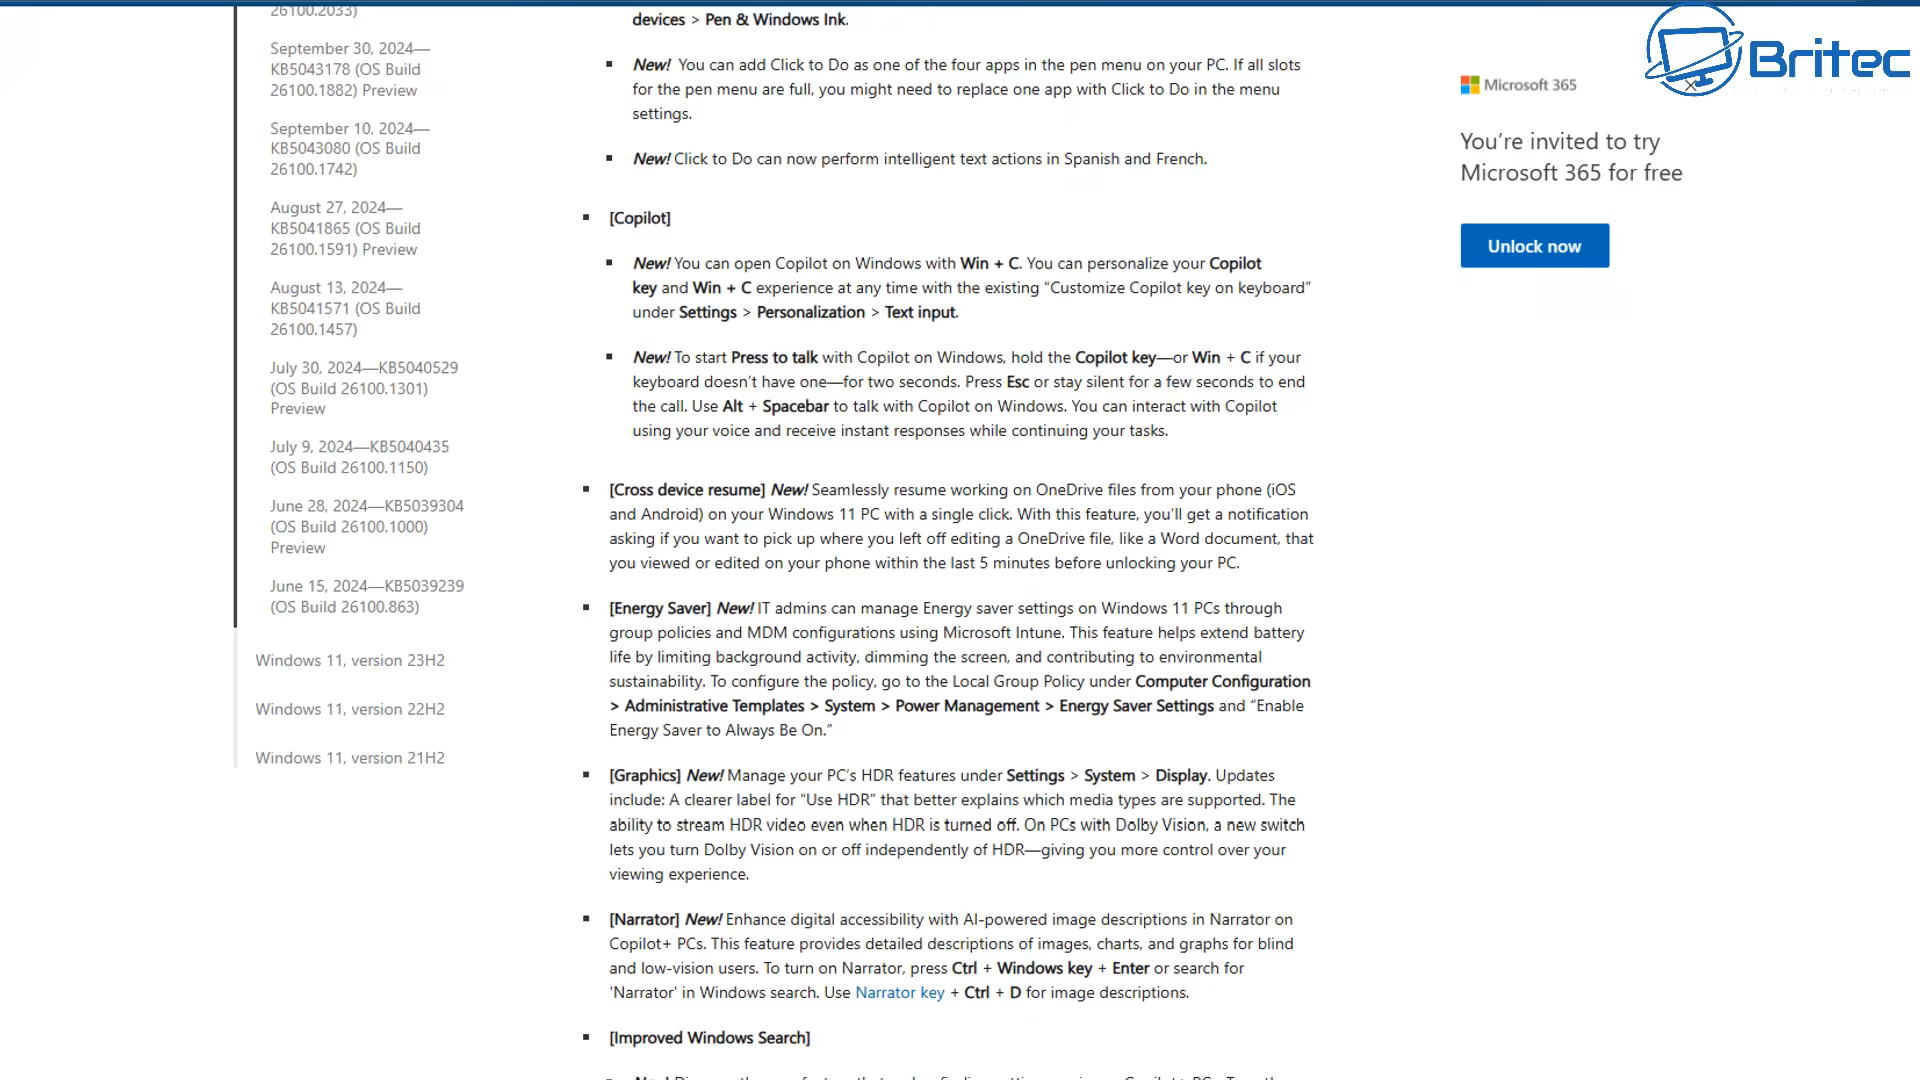 26100.2033)
September 30, 2024—
KB5043178 (OS Build
26100.1882) Preview
September 10, 2024—
KB5043080 (OS Build
26100.1742)
August 27, 2024—
KB5041865 (OS Build
26100.1591) Preview
August 13, 2024—
KB5041571 (OS Build
26100.1457)
July 30, 2024—KB5040529
(OS Build 26100.1301)
Preview
July 9, 2024—KB5040435
(OS Build 26100.1150)
June 28, 2024—KB5039304
(OS Build 26100.1000)
Preview
June 15, 2024—KB5039239
(OS Build 26100.863)
Windows 11, version 23H2
Windows 11, version 22H2
Windows 11, version 21H2
devices > Pen & Windows Ink.
New! You can add Click to Do as one of the four apps in the pen menu on your PC. If all slots
for the pen menu are full, you might need to replace one app with Click to Do in the menu
settings.
New! Click to Do can now perform intelligent text actions in Spanish and French.
[Copilot]
New! You can open Copilot on Windows with Win + C. You can personalize your Copilot
key and Win + C experience at any time with the existing “Customize Copilot key on keyboard”
under Settings > Personalization > Text input.
New! To start Press to talk with Copilot on Windows, hold the Copilot key—or Win + C if your
keyboard doesn’t have one—for two seconds. Press Esc or stay silent for a few seconds to end
the call. Use Alt + Spacebar to talk with Copilot on Windows. You can interact with Copilot
using your voice and receive instant responses while continuing your tasks.
[Cross device resume] New! Seamlessly resume working on OneDrive files from your phone (iOS
and Android) on your Windows 11 PC with a single click. With this feature, you’ll get a notification
asking if you want to pick up where you left off editing a OneDrive file, like a Word document, that
you viewed or edited on your phone within the last 5 minutes before unlocking your PC.
[Energy Saver] New! IT admins can manage Energy saver settings on Windows 11 PCs through
group policies and MDM configurations using Microsoft Intune. This feature helps extend battery
life by limiting background activity, dimming the screen, and contributing to environmental
sustainability. To configure the policy, go to the Local Group Policy under Computer Configuration
> Administrative Templates > System > Power Management > Energy Saver Settings and “Enable
Energy Saver to Always Be On.”
[Graphics] New! Manage your PC’s HDR features under Settings > System > Display. Updates
include: A clearer label for “Use HDR” that better explains which media types are supported. The
ability to stream HDR video even when HDR is turned off. On PCs with Dolby Vision, a new switch
lets you turn Dolby Vision on or off independently of HDR—giving you more control over your
viewing experience.
[Narrator] New! Enhance digital accessibility with AI-powered image descriptions in Narrator on
Copilot+ PCs. This feature provides detailed descriptions of images, charts, and graphs for blind
and low-vision users. To turn on Narrator, press Ctrl + Windows key + Enter or search for
'Narrator' in Windows search. Use Narrator key + Ctrl + D for image descriptions.
[Improved Windows Search]
Britec
Microsoft 365
You’re invited to try
Microsoft 365 for free
Unlock now